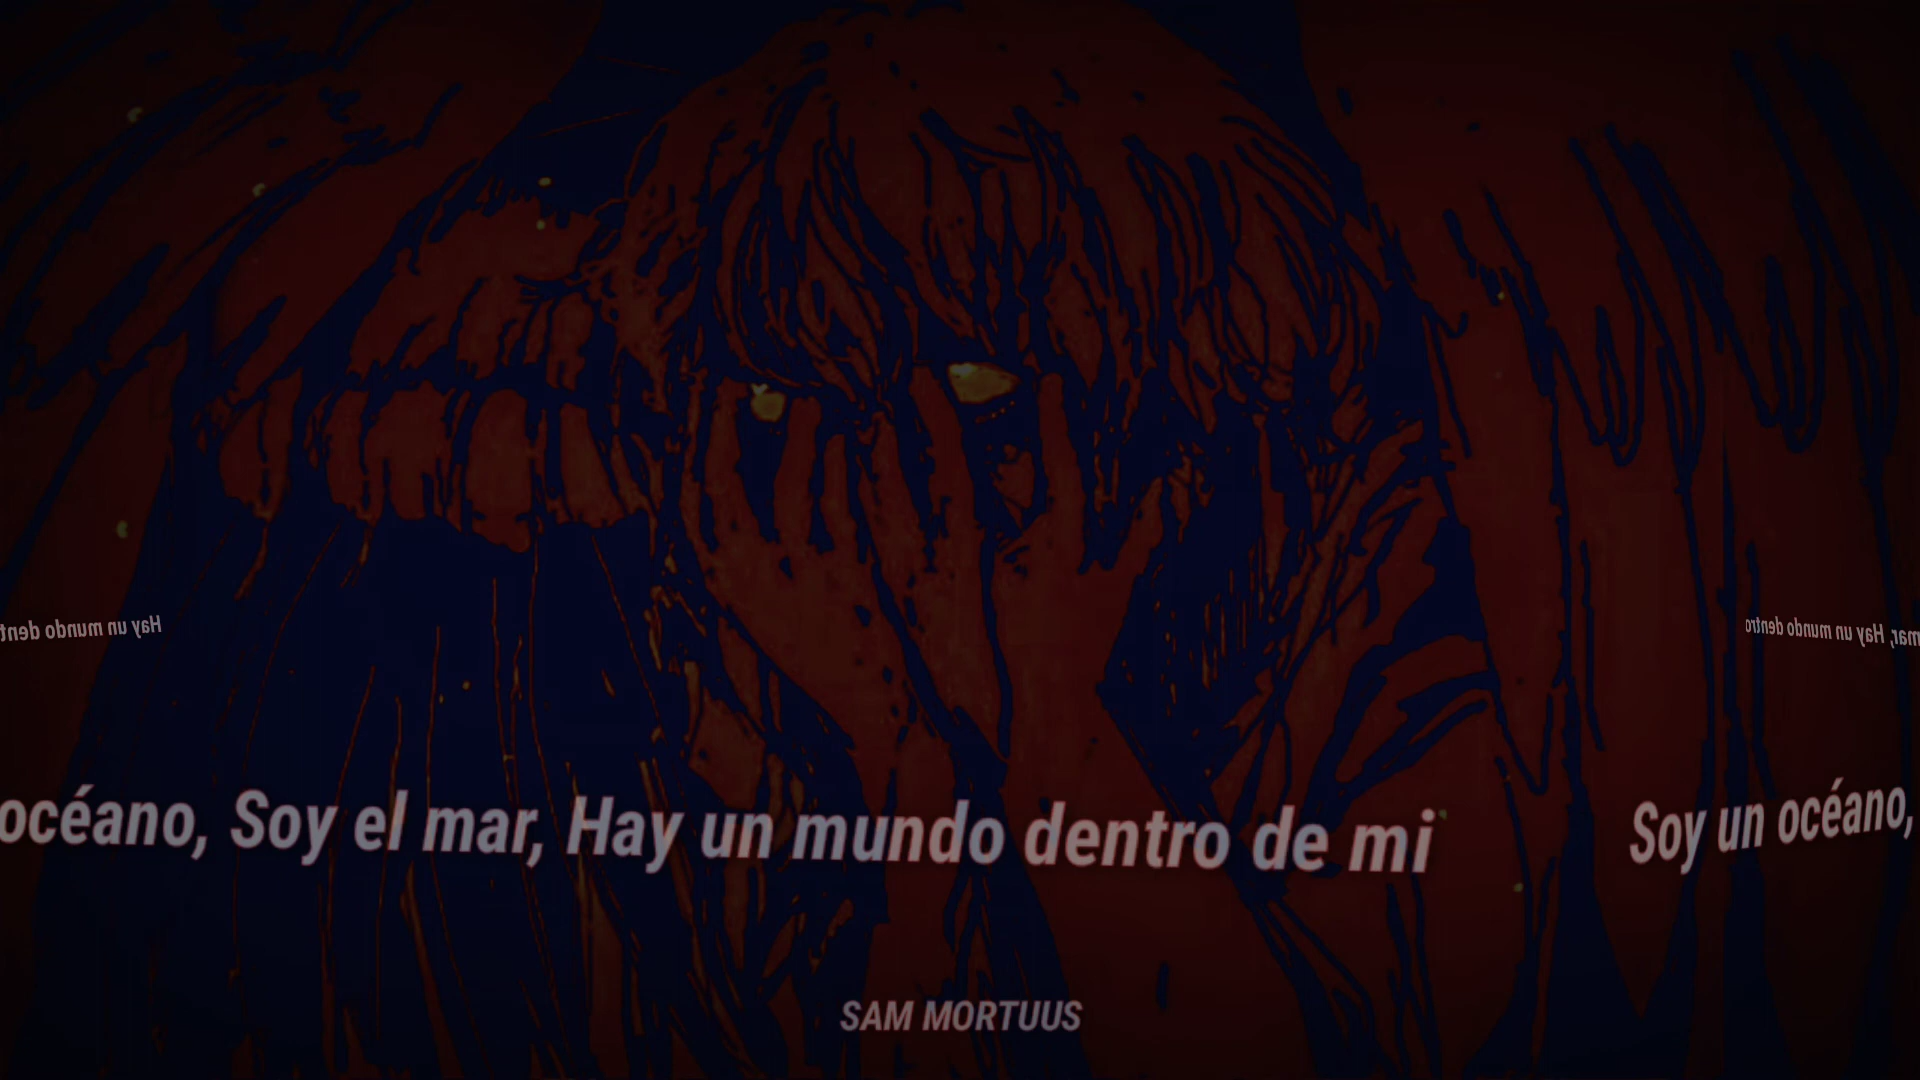 Hay un mundo dent
mar, Hay un mundo dentro
océano, Soy el mar, Hay un mundo dentro de mi
Soy un océano,
SAM MORTUUS